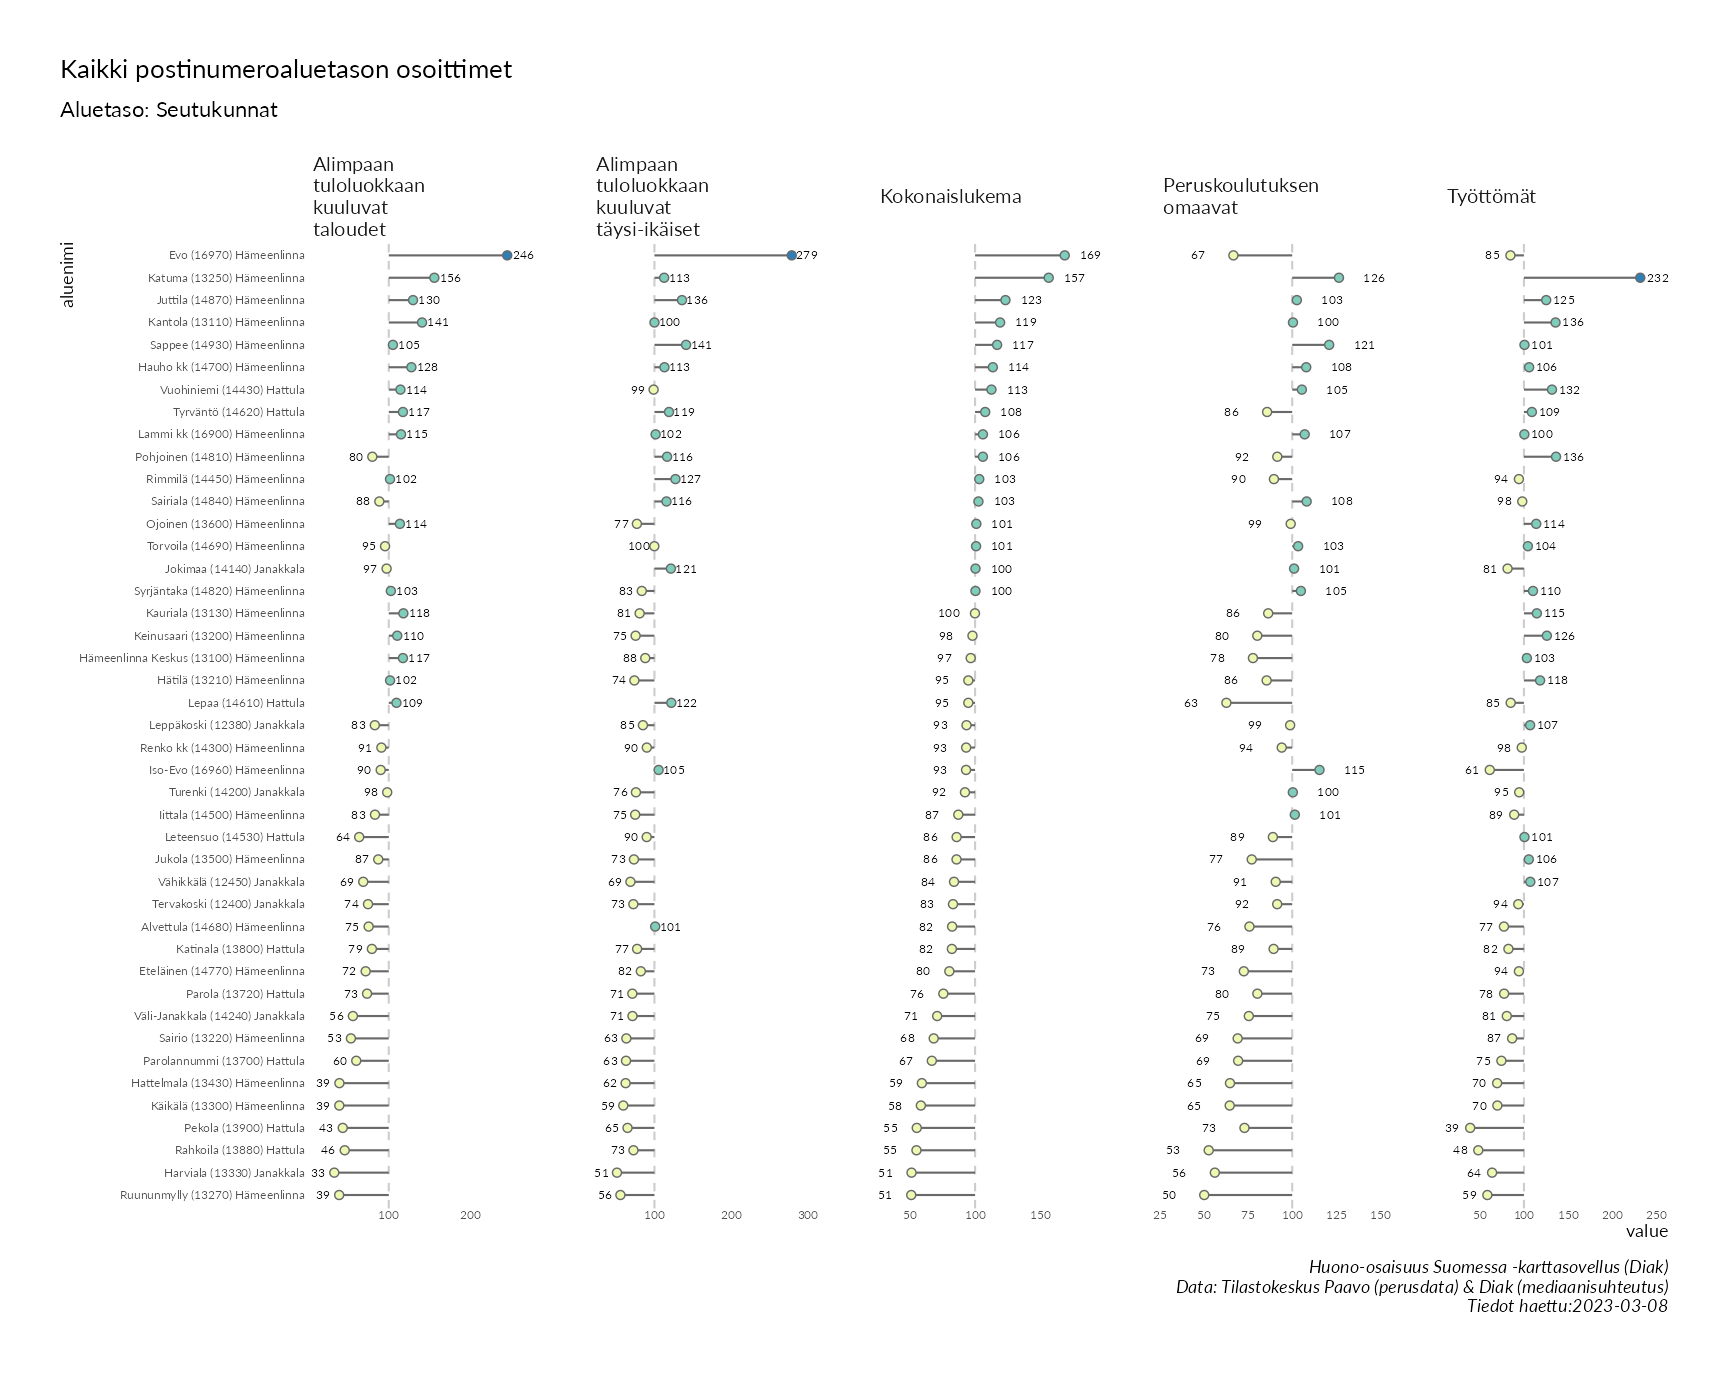 Kaikki postinumeroaluetason osoittimet
Aluetaso: Seutukunnat
Alimpaan
tuloluokkaan
kuuluvat
taloudet
Alimpaan
tuloluokkaan
kuuluvat
täysi-ikäiset
Kokonaislukema
Peruskoulutuksen
omaavat
Työttömät
aluenimi
Evo (16970) Hämeenlinna 246 279 169 67 85
Katuma (13250) Hämeenlinna 156 113 157 126 232
Juttila (14870) Hämeenlinna 130 136 123 103 125
Kantola (13110) Hämeenlinna 141 100 119 100 136
Sappee (14930) Hämeenlinna 105 141 117 121 101
Hauho kk (14700) Hämeenlinna 128 113 114 108 106
Vuohiniemi (14430) Hattula 114 99 113 105 132
Tyrväntö (14620) Hattula 117 119 108 86 109
Lammi kk (16900) Hämeenlinna 115 102 106 107 100
Pohjoinen (14810) Hämeenlinna 80 116 106 92 136
Rimmilä (14450) Hämeenlinna 102 127 103 90 94
Sairiala (14840) Hämeenlinna 88 116 103 108 98
Ojoinen (13600) Hämeenlinna 114 77 101 99 114
Torvoila (14690) Hämeenlinna 95 100 101 103 104
Jokimaa (14140) Janakkala 97 121 100 101 81
Syrjäntaka (14820) Hämeenlinna 103 83 100 105 110
Kauriala (13130) Hämeenlinna 118 81 100 86 115
Keinusaari (13200) Hämeenlinna 110 75 98 80 126
Hämeenlinna Keskus (13100) Hämeenlinna 117 88 97 78 103
Hätilä (13210) Hämeenlinna 102 74 95 86 118
Lepaa (14610) Hattula 109 122 95 63 85
Leppäkoski (12380) Janakkala 83 85 93 99 107
Renko kk (14300) Hämeenlinna 91 90 93 94 98
Iso-Evo (16960) Hämeenlinna 90 105 93 115 61
Turenki (14200) Janakkala 98 76 92 100 95
Iittala (14500) Hämeenlinna 83 75 87 101 89
Leteensuo (14530) Hattula 64 90 86 89 101
Jukola (13500) Hämeenlinna 87 73 86 77 106
Vähikkälä (12450) Janakkala 69 69 84 91 107
Tervakoski (12400) Janakkala 74 73 83 92 94
Alvettula (14680) Hämeenlinna 75 101 82 76 77
Katinala (13800) Hattula 79 77 82 89 82
Eteläinen (14770) Hämeenlinna 72 82 80 73 94
Parola (13720) Hattula 73 71 76 80 78
Väli-Janakkala (14240) Janakkala 56 71 71 75 81
Sairio (13220) Hämeenlinna 53 63 68 69 87
Parolannummi (13700) Hattula 60 63 67 69 75
Hattelmala (13430) Hämeenlinna 39 62 59 65 70
Käikälä (13300) Hämeenlinna 39 59 58 65 70
Pekola (13900) Hattula 43 65 55 73 39
Rahkoila (13880) Hattula 46 73 55 53 48
Harviala (13330) Janakkala 33 51 51 56 64
Ruununmylly (13270) Hämeenlinna 39 56 51 50 59
100 200 100 200 300 50 100 150 25 50 75 100 125 150 50 100 150 200 250
value
Huono-osaisuus Suomessa -karttasovellus (Diak)
Data: Tilastokeskus Paavo (perusdata) & Diak (mediaanisuhteutus)
Tiedot haettu:2023-03-08